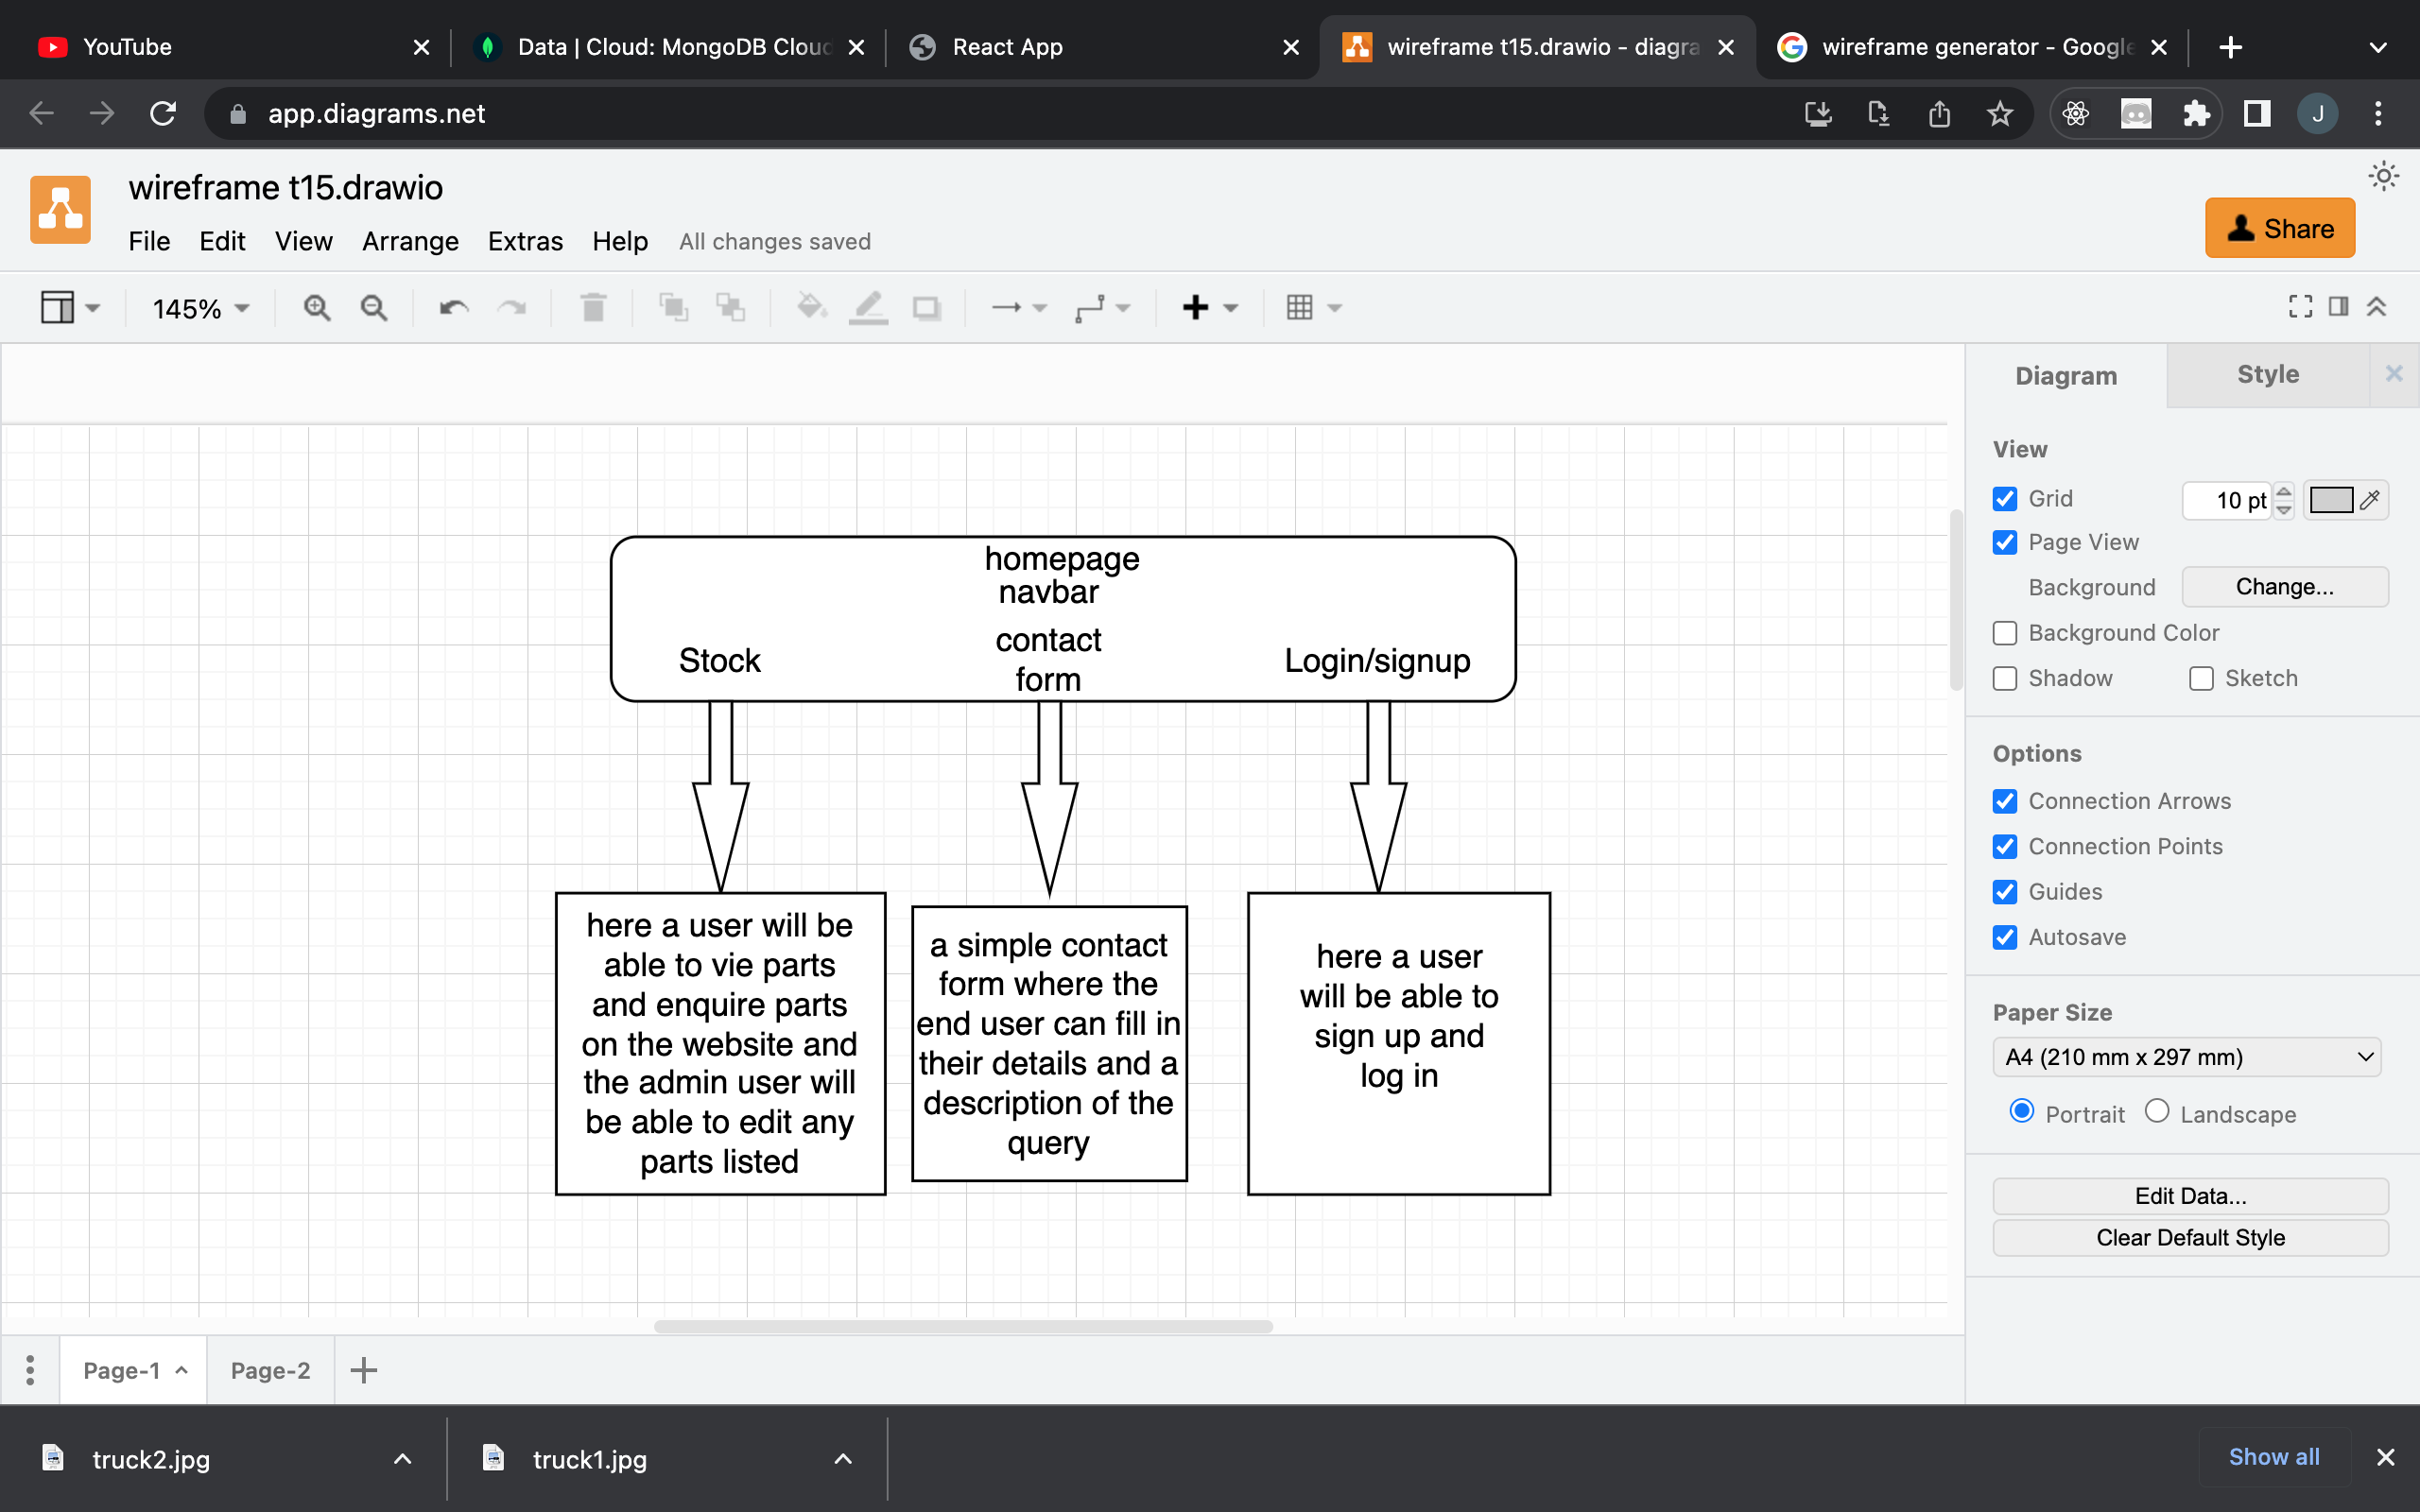 YouTube
Data | Cloud: MongoDB Cloud
React App
wireframe t15.drawio - diagra
wireframe generator - Google
app.diagrams.net
J
wireframe t15.drawio
File Edit View Arrange Extras Help All changes saved
Share
145%
Diagram
Style
View
Grid
10 pt
Page View
Background
Change...
Background Color
Shadow
Sketch
Options
Connection Arrows
Connection Points
Guides
Autosave
Paper Size
A4 (210 mm x 297 mm)
Portrait
Landscape
Edit Data...
Clear Default Style
homepage
navbar
Stock
contact
form
Login/signup
here a user will be
able to vie parts
and enquire parts
on the website and
the admin user will
be able to edit any
parts listed
a simple contact
form where the
end user can fill in
their details and a
description of the
query
here a user
will be able to
sign up and
log in
Page-1
Page-2
truck2.jpg
truck1.jpg
Show all